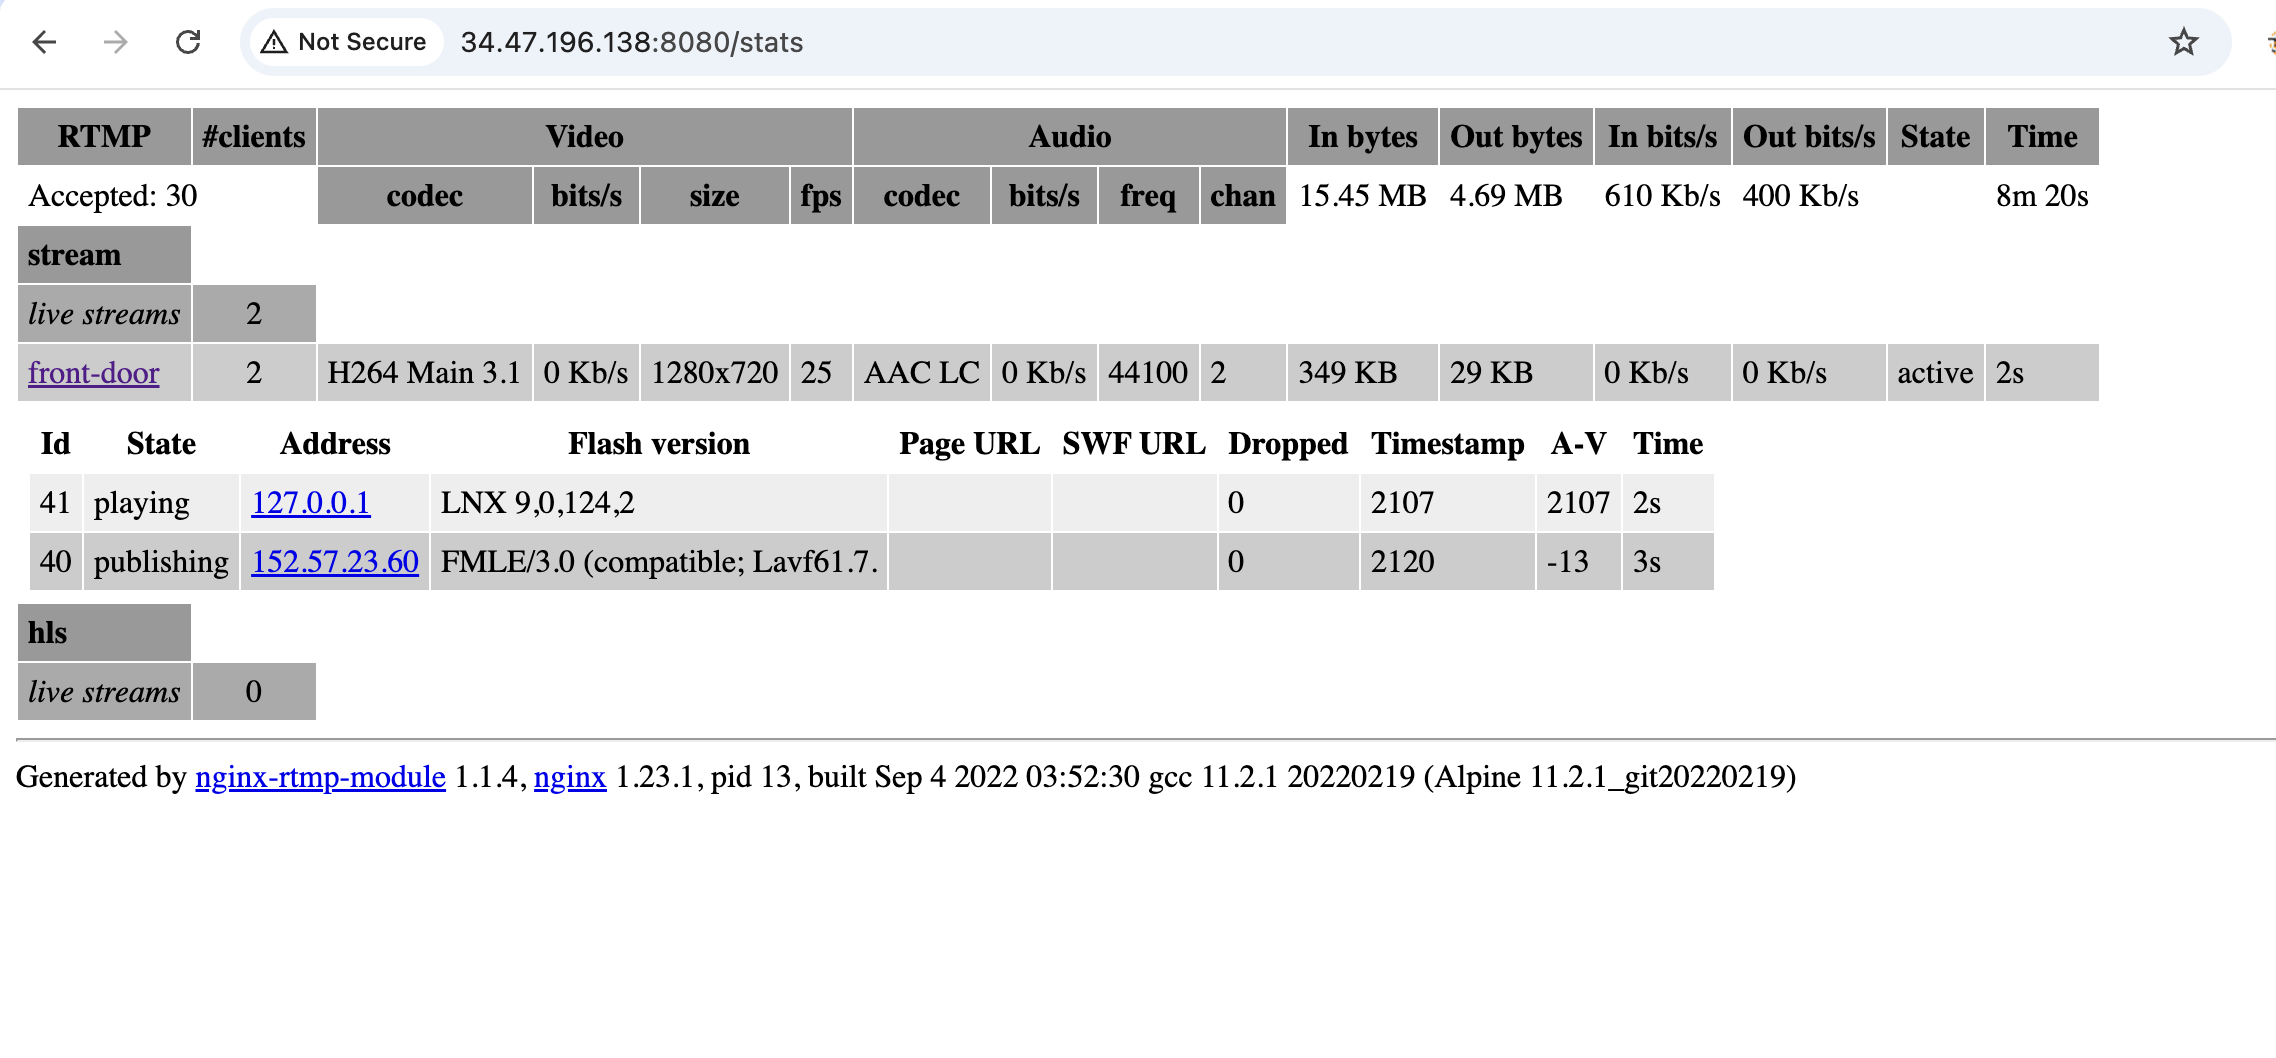 Not Secure 34.47.196.138:8080/stats
RTMP #clients Video Audio In bytes Out bytes In bits/s Out bits/s State Time
Accepted: 30 codec bits/s size fps codec bits/s freq chan 15.45 MB 4.69 MB 610 Kb/s 400 Kb/s 8m 20s
stream
live streams 2
front-door 2 H264 Main 3.1 0 Kb/s 1280x720 25 AAC LC 0 Kb/s 44100 2 349 KB 29 KB 0 Kb/s 0 Kb/s active 2s
Id State Address Flash version Page URL SWF URL Dropped Timestamp A-V Time
41 playing 127.0.0.1 LNX 9,0,124,2 0 2107 2107 2s
40 publishing 152.57.23.60 FMLE/3.0 (compatible; Lavf61.7. 0 2120 -13 3s
hls
live streams 0
Generated by nginx-rtmp-module 1.1.4, nginx 1.23.1, pid 13, built Sep 4 2022 03:52:30 gcc 11.2.1 20220219 (Alpine 11.2.1_git20220219)